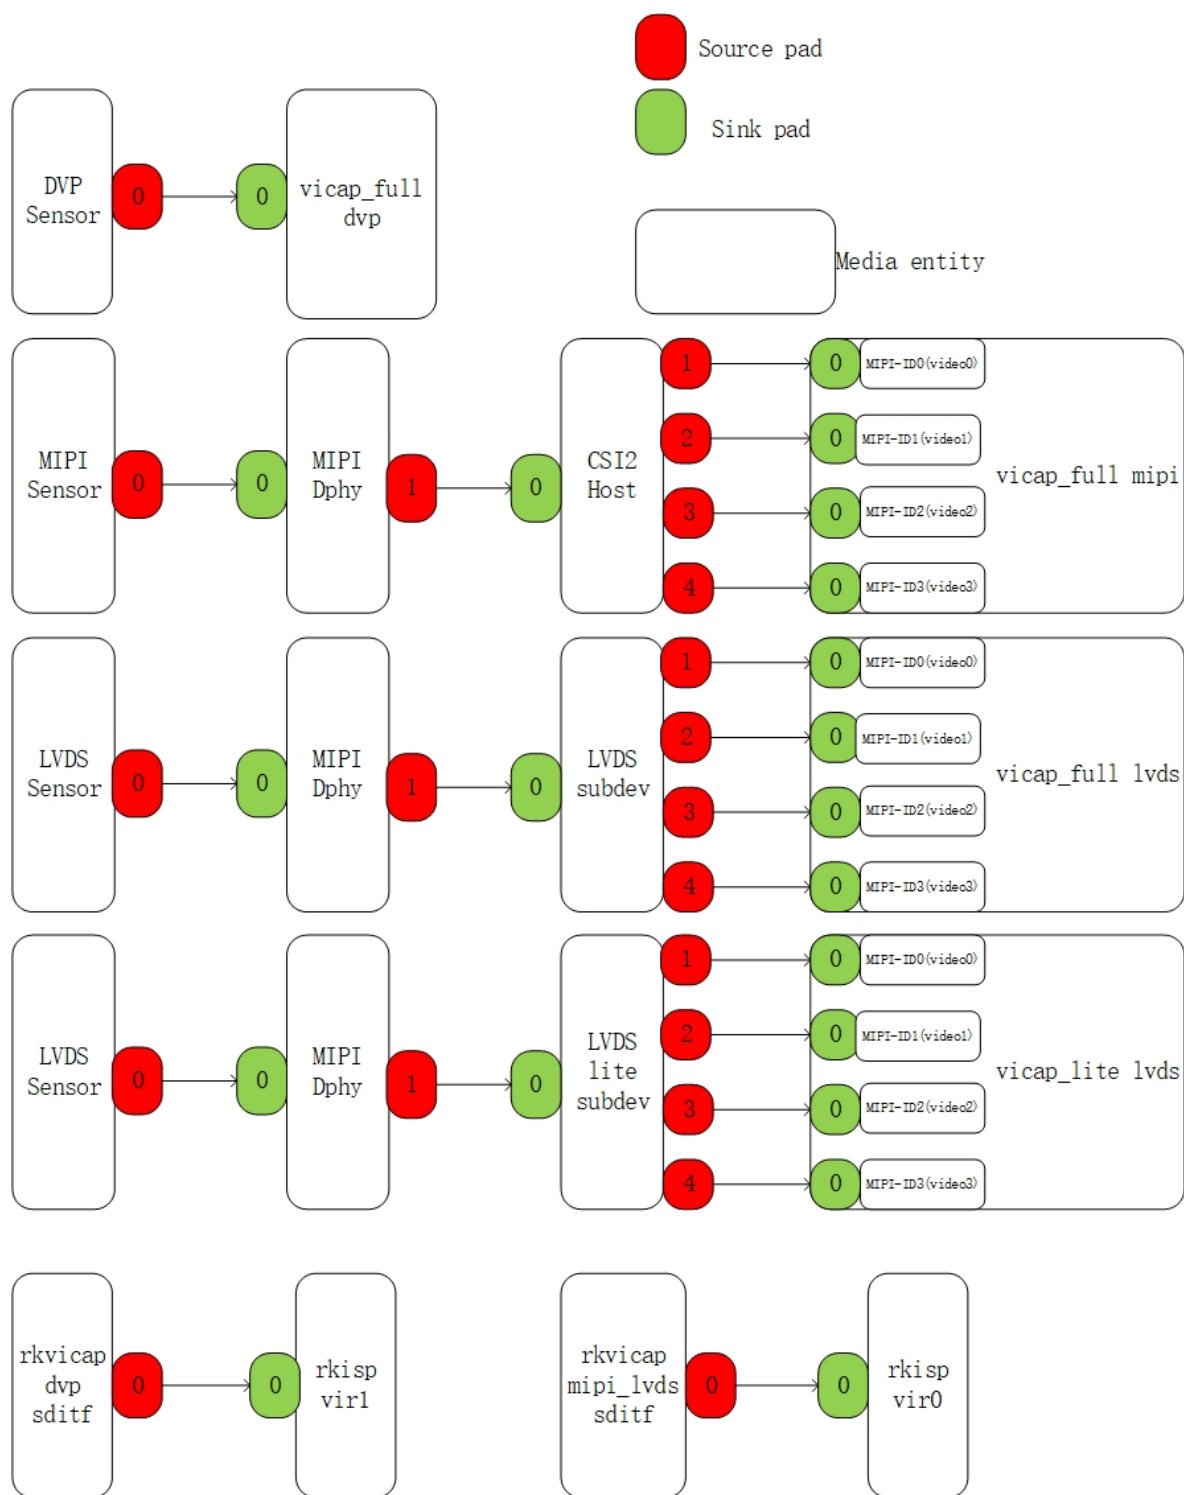 Source pad
Sink pad
DVP
Sensor
0
0
vicap_full
dvp
Media entity
MIPI
Sensor
0
0
MIPI
Dphy
1
0
CSI2
Host
1
0
MIPI-ID0(video0)
2
0
MIPI-ID1(video1)
3
0
MIPI-ID2(video2)
4
0
MIPI-ID3(video3)
vicap_full mipi
LVDS
Sensor
0
0
MIPI
Dphy
1
0
LVDS
subdev
1
0
MIPI-ID0(video0)
2
0
MIPI-ID1(video1)
3
0
MIPI-ID2(video2)
4
0
MIPI-ID3(video3)
vicap_full lvds
LVDS
Sensor
0
0
MIPI
Dphy
1
0
LVDS
lite
subdev
1
0
MIPI-ID0(video0)
2
0
MIPI-ID1(video1)
3
0
MIPI-ID2(video2)
4
0
MIPI-ID3(video3)
vicap_lite lvds
rkvicap
dvp
sditf
0
0
rkisp
vir1
rkvicap
mipi_lvds
sditf
0
0
rkisp
vir0